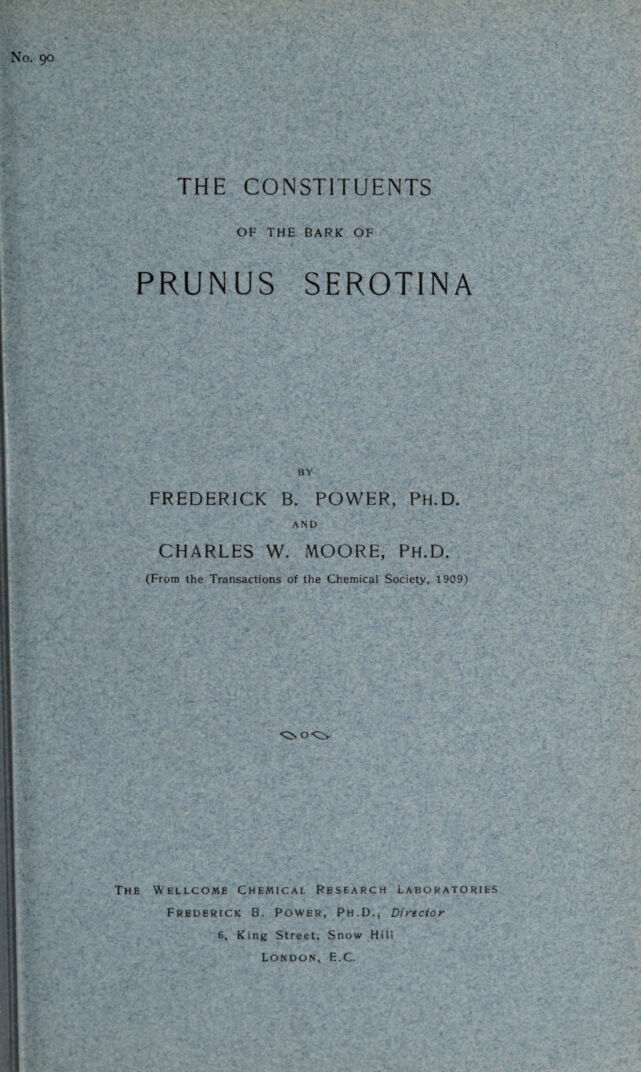 No. 90
THE CONSTITUENTS
OF THE BARK OF
PRUNUS SEROTINA
BY
FREDERICK B. POWER, PH.D.
AND
CHARLES W. MOORE, PH.D.
(From the Transactions of the Chemical Society, 1909)
THE WELLCOME CHEMICAL RESEARCH LABORATORIES
FREDERICK B. POWER, PH.D., Director
6, King Street, Snow Hill
LONDON, E.C.